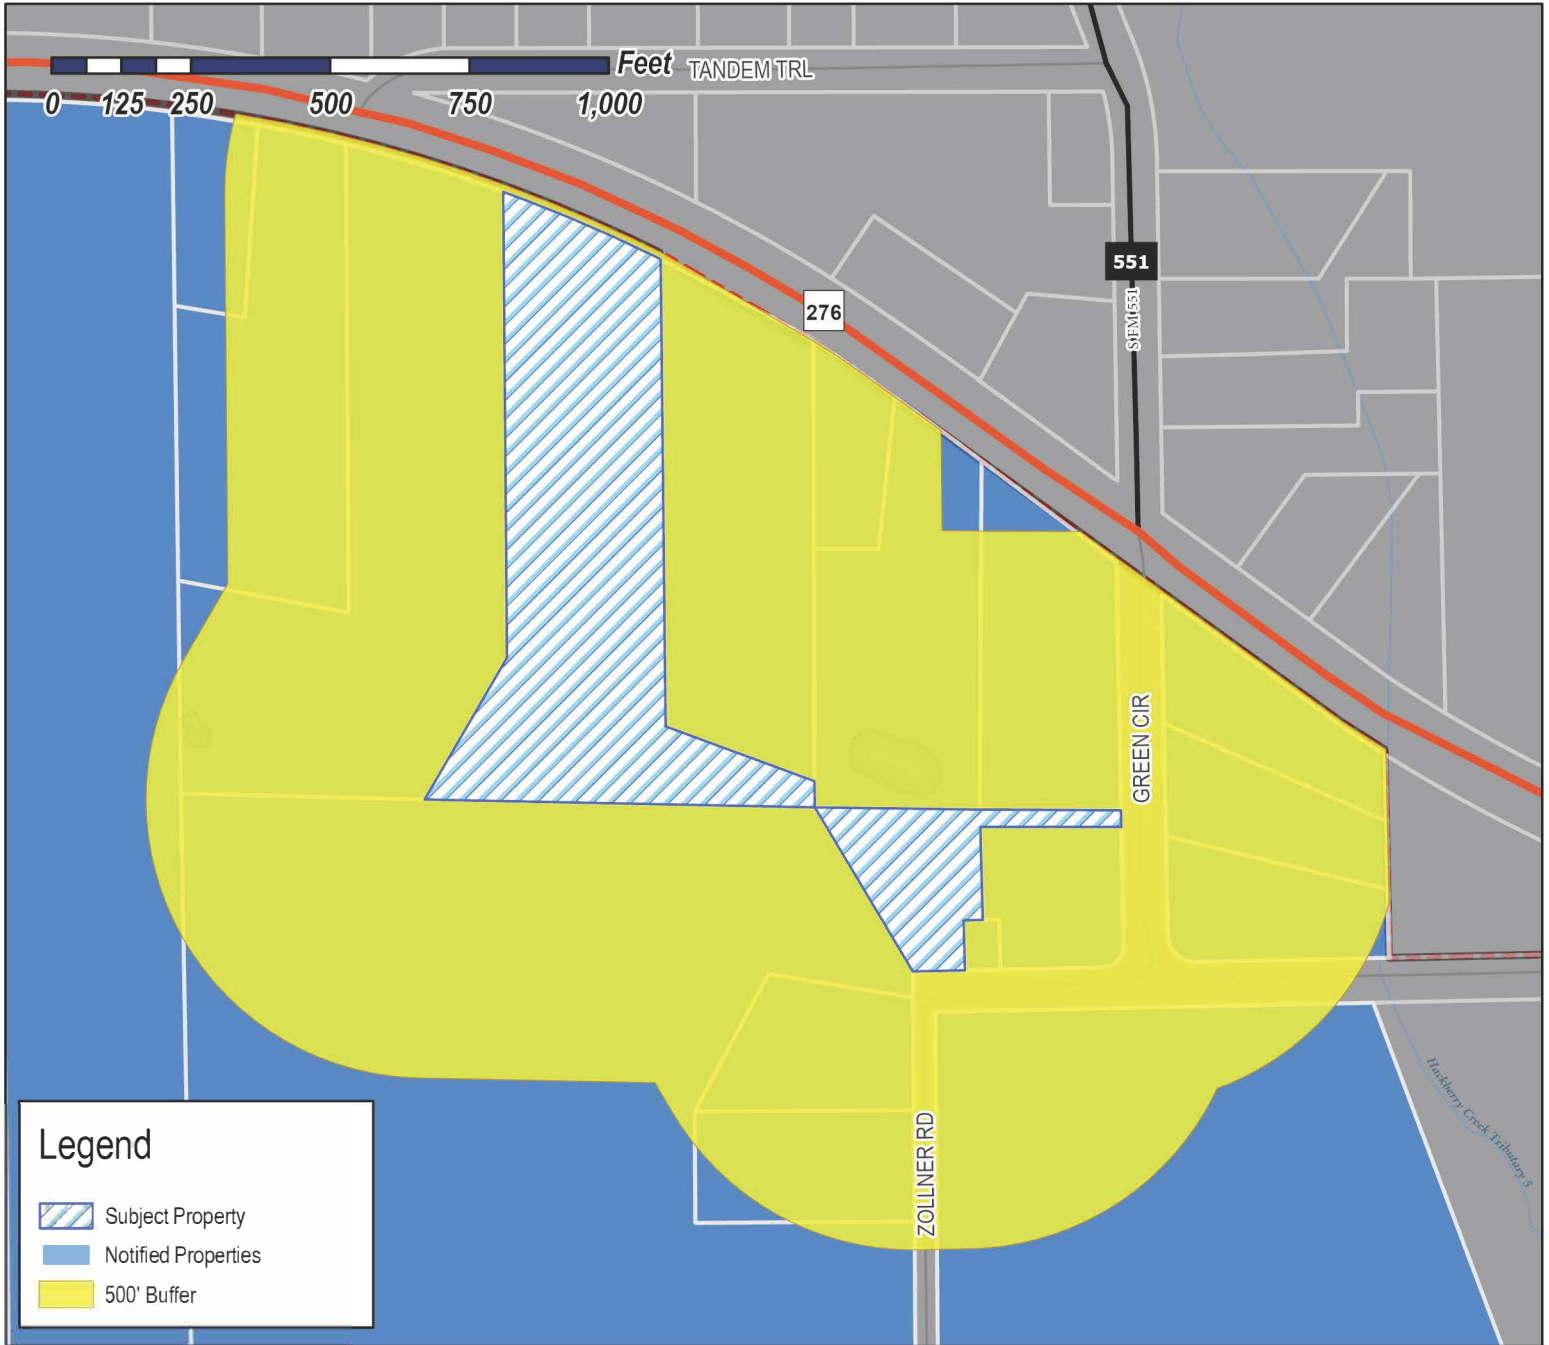 Feet
TANDEM TRL
0 125 250 500 750 1,000
551
S FM 551
276
GREEN CIR
Hackberry Creek Tributary 5
ZOLLNER RD
Legend
Subject Property
Notified Properties
500' Buffer